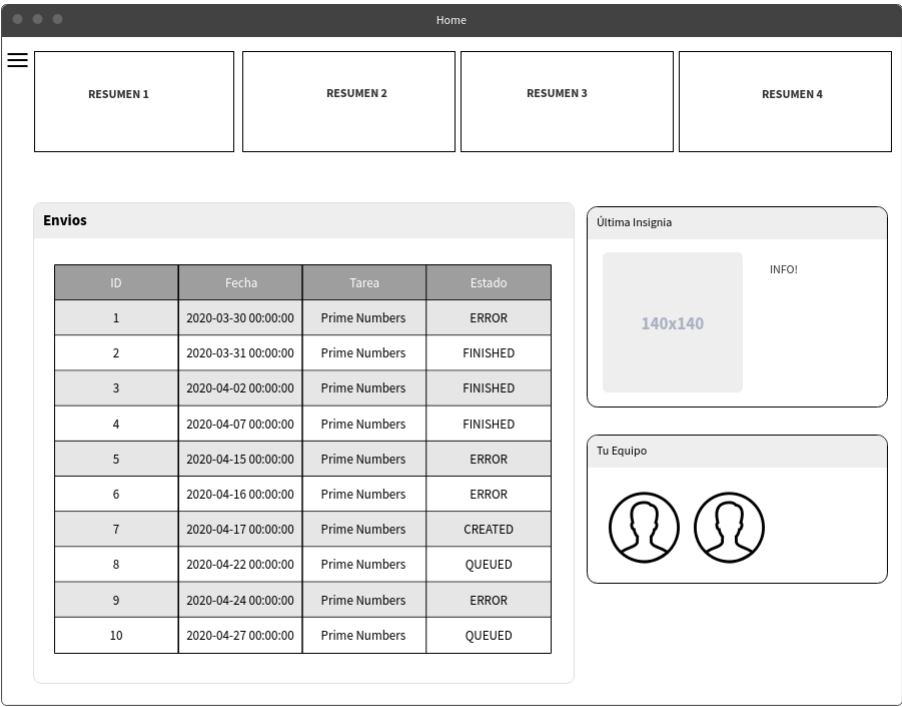 Home
RESUMEN 1
RESUMEN 2
RESUMEN 3
RESUMEN 4
Envios
ID Fecha Tarea Estado
1 2020-03-30 00:00:00 Prime Numbers ERROR
2 2020-03-31 00:00:00 Prime Numbers FINISHED
3 2020-04-02 00:00:00 Prime Numbers FINISHED
4 2020-04-07 00:00:00 Prime Numbers FINISHED
5 2020-04-15 00:00:00 Prime Numbers ERROR
6 2020-04-16 00:00:00 Prime Numbers ERROR
7 2020-04-17 00:00:00 Prime Numbers CREATED
8 2020-04-22 00:00:00 Prime Numbers QUEUED
9 2020-04-24 00:00:00 Prime Numbers ERROR
10 2020-04-27 00:00:00 Prime Numbers QUEUED
Última Insignia
140x140
INFO!
Tu Equipo